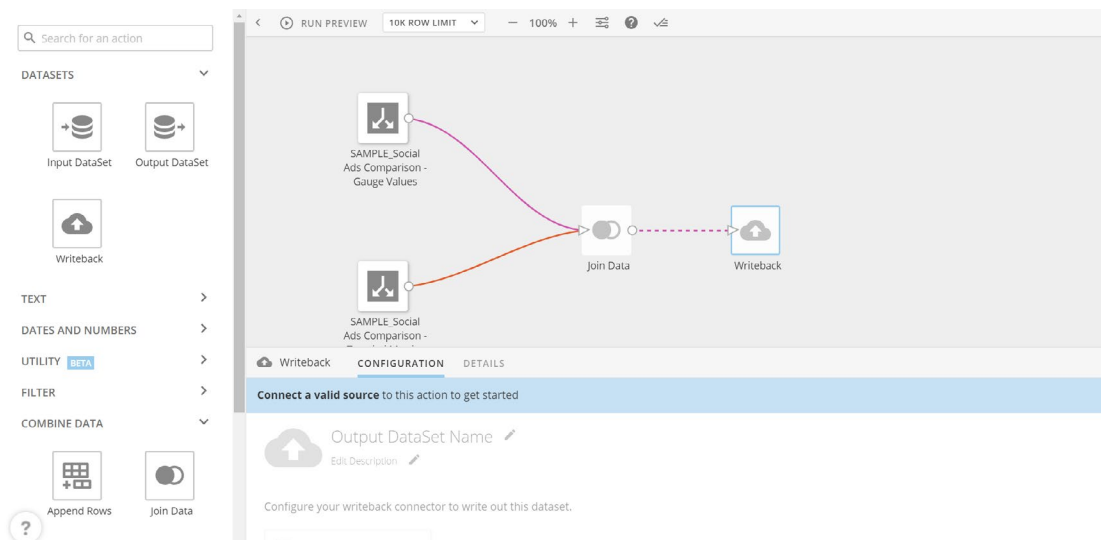 Search for an action
DATASETS
Input DataSet
Output DataSet
Writeback
TEXT
DATES AND NUMBERS
UTILITY BETA
FILTER
COMBINE DATA
Append Rows
Join Data
?
RUN PREVIEW
10K ROW LIMIT
100%
SAMPLE_Social
Ads Comparison -
Gauge Values
SAMPLE_Social
Ads Comparison -
Join Data
Writeback
Writeback
CONFIGURATION
DETAILS
Connect a valid source to this action to get started
Output DataSet Name
Edit Description
Configure your writeback connector to write out this dataset.